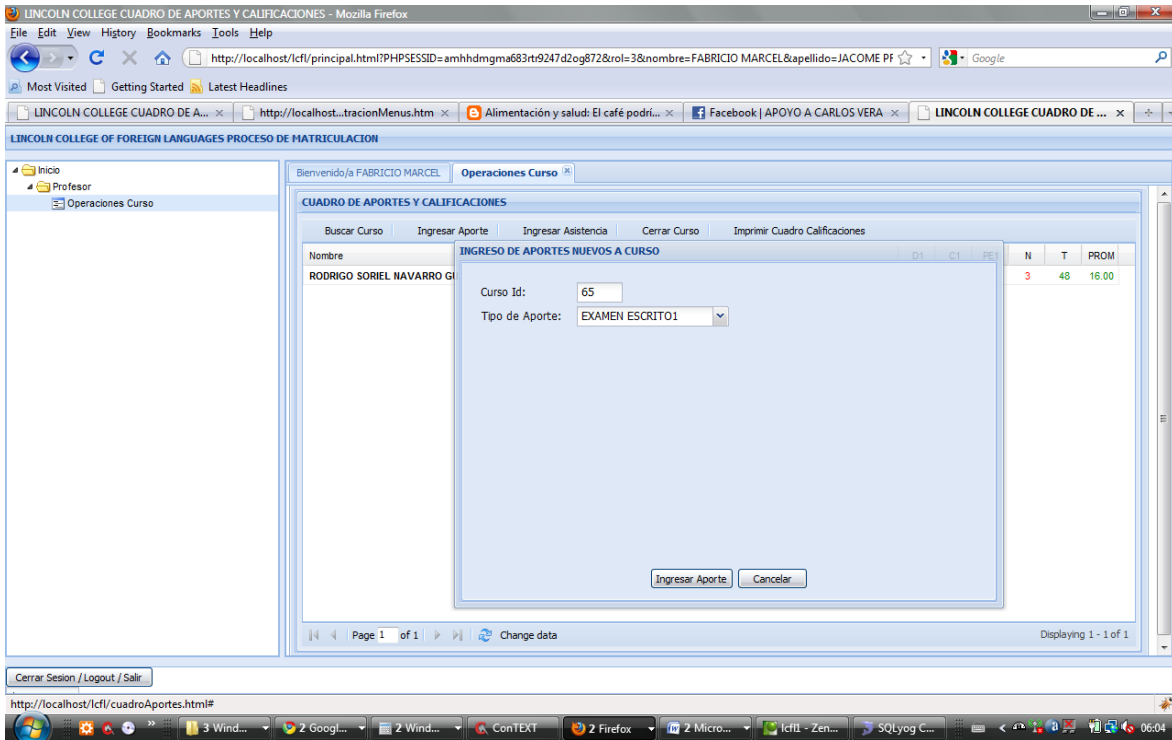 LINCOLN COLLEGE CUADRO DE APORTES Y CALIFICACIONES - Mozilla Firefox
File Edit View History Bookmarks Tools Help
http://localhost/lcfl/principal.html?PHPSESSID=amhhdmgma683rti9247d2og872&rol=3&nombre=FABRICIO MARCEL&apellido=JACOME PF
Google
Most Visited Getting Started Latest Headlines
LINCOLN COLLEGE CUADRO DE A... http://localhost...tracionMenus.htm Alimentación y salud: El café podrí... Facebook | APOYO A CARLOS VERA LINCOLN COLLEGE CUADRO DE ...
LINCOLN COLLEGE OF FOREIGN LANGUAGES PROCESO DE MATRICULACION
Inicio
Profesor
Operaciones Curso
Bienvenido/a FABRICIO MARCEL Operaciones Curso
CUADRO DE APORTES Y CALIFICACIONES
Buscar Curso Ingresar Aporte Ingresar Asistencia Cerrar Curso Imprimir Cuadro Calificaciones
Nombre D1 C1 PE1 N T PROM
RODRIGO SORIEL NAVARRO GU 3 48 16.00
INGRESO DE APORTES NUEVOS A CURSO
Curso Id: 65
Tipo de Aporte: EXAMEN ESCRITO1
Ingresar Aporte Cancelar
Page 1 of 1 Change data Displaying 1 - 1 of 1
Cerrar Sesion / Logout / Salir
http://localhost/lcfl/cuadroAportes.html#
3 Wind... 2 Googl... 2 Wind... ConTEXT 2 Firefox 2 Micro... lcfl1 - Zen... SQLyog C... 06:04